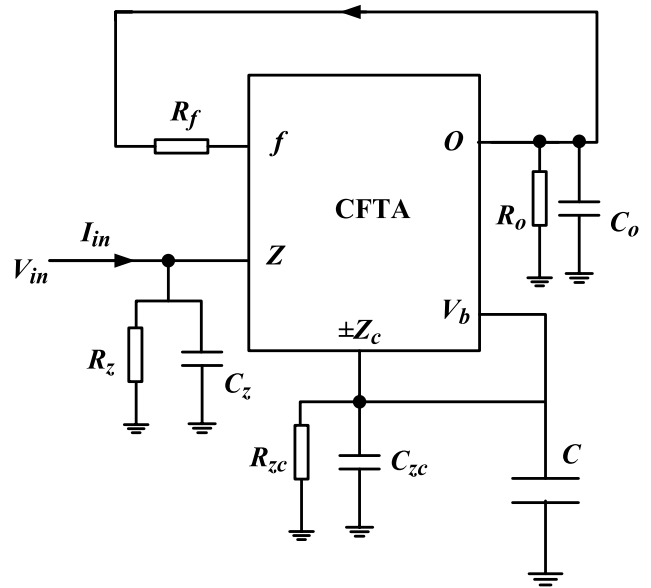 R_f
f
O
CFTA
R_o
C_o
I_in
V_in
Z
V_b
±Z_c
R_z
C_z
R_zc
C_zc
C